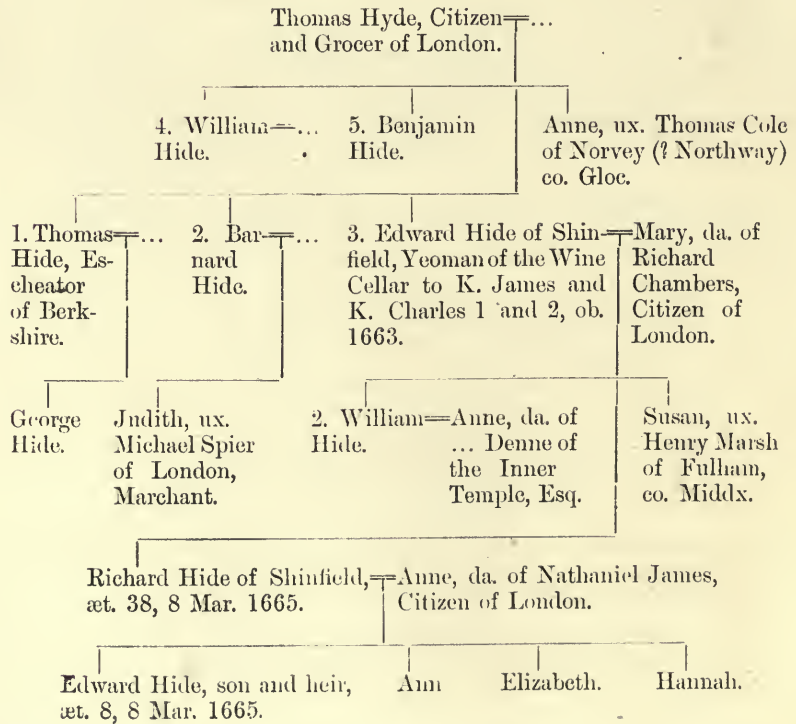 Thomas Hyde, Citizen=...
and Grocer of London.
4. William=...
Hide.
5. Benjamin
Hide.
Anne, ux. Thomas Cole
of Norvey (? Northway)
co. Gloc.
1. Thomas=...
Hide, Es-
cheator
of Berk-
shire.
2. Bar-=...
nard
Hide.
3. Edward Hide of Shin-=
field, Yeoman of the Wine
Cellar to K. James and
K. Charles 1 and 2, ob.
1663.
Mary, da. of
Richard
Chambers,
Citizen of
London.
George
Hide.
Judith, ux.
Michael Spier
of London,
Marchant.
2. William=
Hide.
Anne, da. of
... Denne of
the Inner
Temple, Esq.
Susan, ux.
Henry Marsh
of Fulham,
co. Middx.
Richard Hide of Shinfield,=
æt. 38, 8 Mar. 1665.
Anne, da. of Nathaniel James,
Citizen of London.
Edward Hide, son and heir,
æt. 8, 8 Mar. 1665.
Ann
Elizabeth.
Hannah.